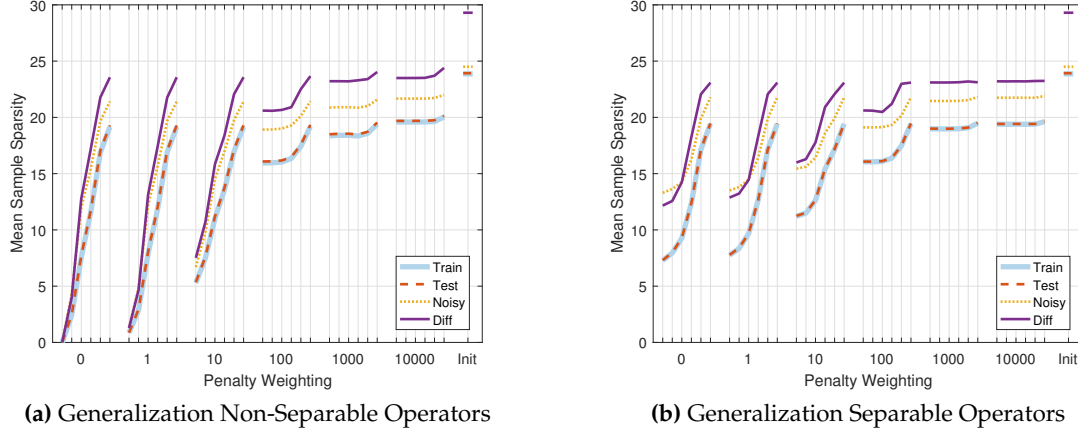 30
25
20
15
10
5
0
Mean Sample Sparsity
Train
Test
Noisy
Diff
0 1 10 100 1000 10000 Init
Penalty Weighting
(a) Generalization Non-Separable Operators
30
25
20
15
10
5
0
Mean Sample Sparsity
Train
Test
Noisy
Diff
0 1 10 100 1000 10000 Init
Penalty Weighting
(b) Generalization Separable Operators